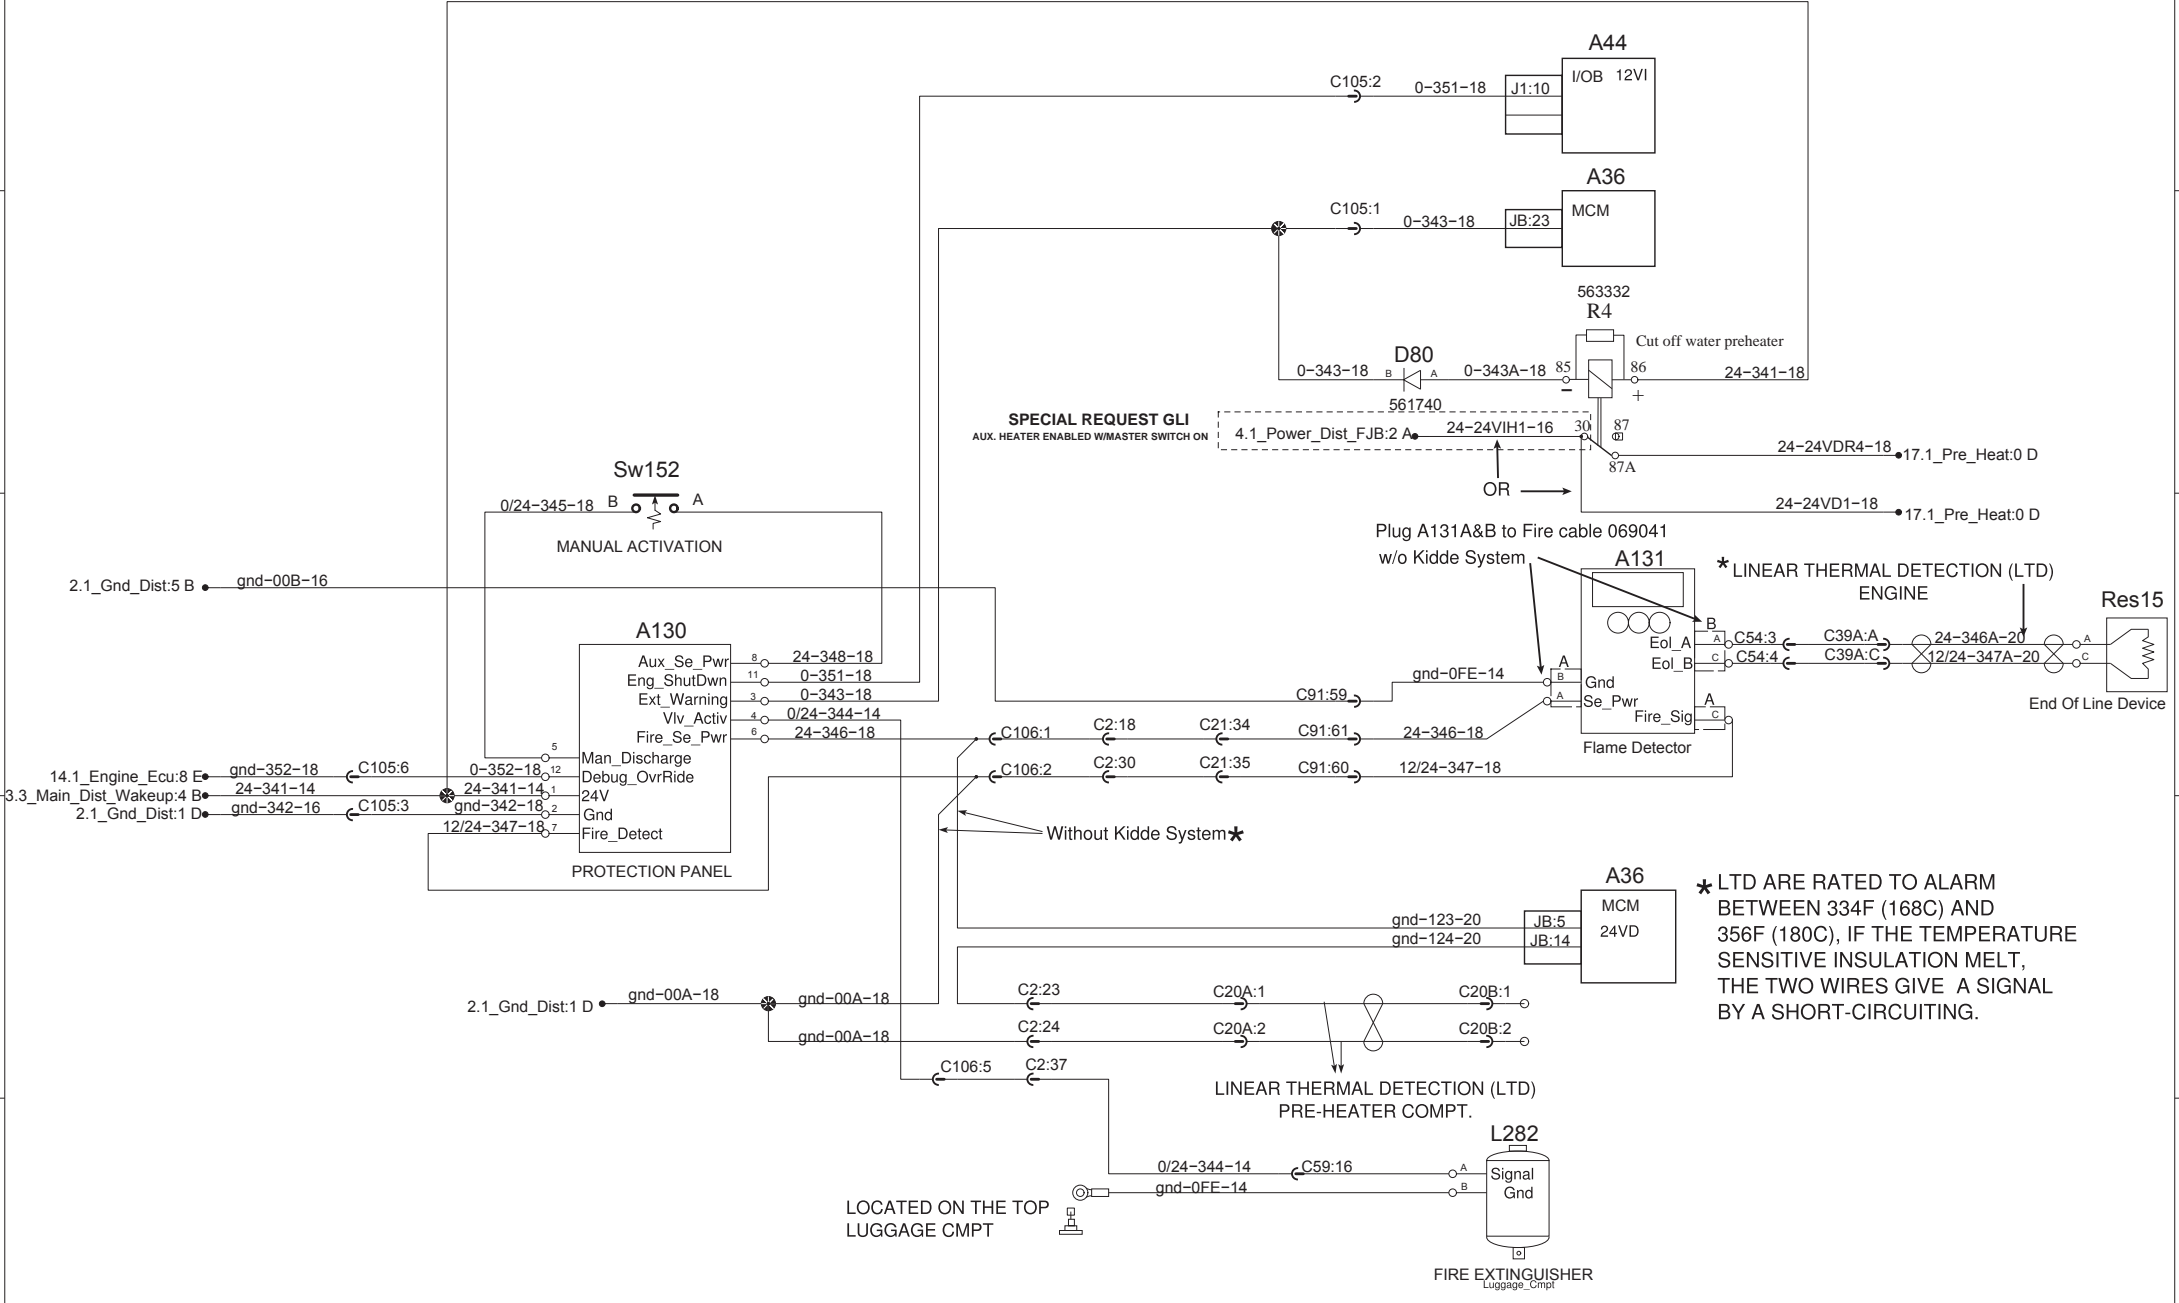 A44
I/OB 12VI
C105:2
0-351-18
J1:10
A36
MCM
C105:1
0-343-18
JB:23
563332
R4
Cut off water preheater
D80
0-343-18
B
A
0-343A-18
85
86
24-341-18
561740
SPECIAL REQUEST GLI
AUX. HEATER ENABLED W/MASTER SWITCH ON
4.1_Power_Dist_FJB:2 A
24-24VIH1-16
30
87
24-24VDR4-18
17.1_Pre_Heat:0 D
87A
OR
24-24VD1-18
17.1_Pre_Heat:0 D
Sw152
0/24-345-18
B
A
MANUAL ACTIVATION
Plug A131A&B to Fire cable 069041
w/o Kidde System
A131
* LINEAR THERMAL DETECTION (LTD)
ENGINE
Res15
2.1_Gnd_Dist:5 B
gnd-00B-16
A130
Aux_Se_Pwr
8
24-348-18
Eng_ShutDwn
11
0-351-18
Ext_Warning
3
0-343-18
Vlv_Activ
4
0/24-344-14
Fire_Se_Pwr
6
24-346-18
B
Eol_A
A
C54:3
C39A:A
24-346A-20
A
Eol_B
C
C54:4
C39A:C
12/24-347A-20
C
End Of Line Device
C91:59
gnd-0FE-14
A
B
Gnd
A
Se_Pwr
A
Fire_Sig
C
Flame Detector
C106:1
C2:18
C21:34
C91:61
24-346-18
C106:2
C2:30
C21:35
C91:60
12/24-347-18
5
Man_Discharge
14.1_Engine_Ecu:8 E
gnd-352-18
C105:6
0-352-18
12
Debug_OvrRide
3.3_Main_Dist_Wakeup:4 B
24-341-14
24-341-14
1
24V
2.1_Gnd_Dist:1 D
gnd-342-16
C105:3
gnd-342-18
2
Gnd
12/24-347-18
7
Fire_Detect
PROTECTION PANEL
Without Kidde System*
A36
MCM
24VD
gnd-123-20
JB:5
gnd-124-20
JB:14
* LTD ARE RATED TO ALARM
BETWEEN 334F (168C) AND
356F (180C), IF THE TEMPERATURE
SENSITIVE INSULATION MELT,
THE TWO WIRES GIVE A SIGNAL
BY A SHORT-CIRCUITING.
2.1_Gnd_Dist:1 D
gnd-00A-18
gnd-00A-18
C2:23
C20A:1
C20B:1
gnd-00A-18
C2:24
C20A:2
C20B:2
C106:5
C2:37
LINEAR THERMAL DETECTION (LTD)
PRE-HEATER COMPT.
L282
0/24-344-14
C59:16
A
Signal
gnd-0FE-14
B
Gnd
LOCATED ON THE TOP
LUGGAGE CMPT
FIRE EXTINGUISHER
Luggage_Cmpt